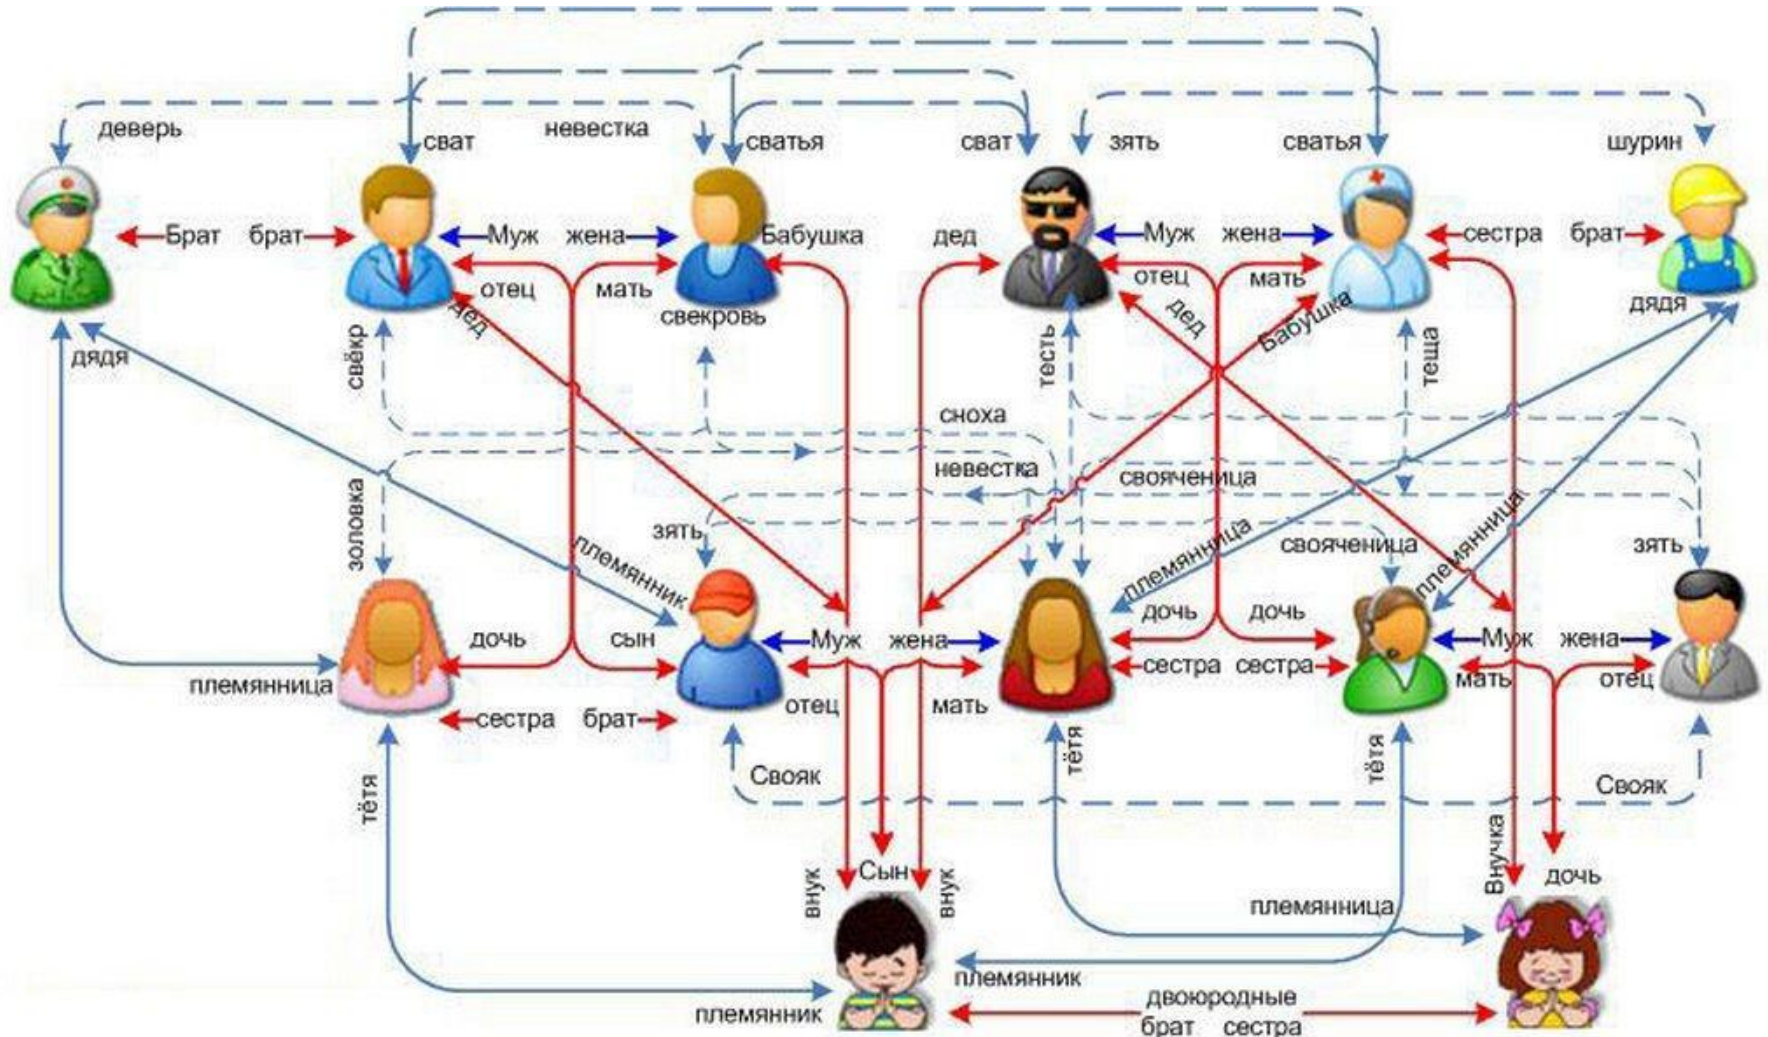 деверь
невестка
сват
сватья
сват
зять
сватья
шурин
Брат
брат
Муж
жена
Бабушка
дед
Муж
жена
сестра
брат
отец
мать
отец
мать
дед
свекровь
дед
Бабушка
дядя
дядя
свёкр
тесть
теща
сноха
невестка
свояченица
золовка
зять
племянник
племянница
свояченица
племянница
зять
дочь
сын
Муж
жена
дочь
дочь
Муж
жена
сестра
сестра
племянница
мать
отец
сестра
брат
отец
мать
тётя
тётя
тётя
Свояк
Свояк
внук
Сын
внук
Внучка
дочь
племянница
племянник
племянник
двоюродные
брат сестра